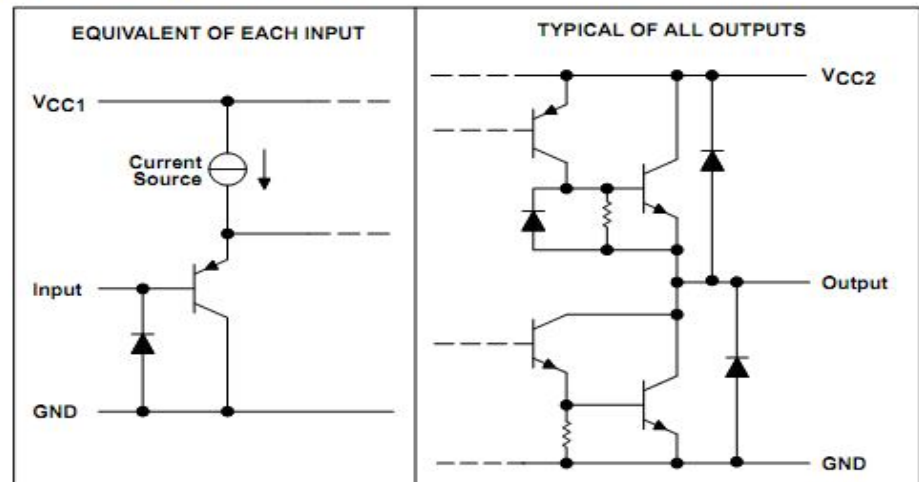 EQUIVALENT OF EACH INPUT
VCC1
Current
Source
Input
GND
TYPICAL OF ALL OUTPUTS
VCC2
Output
GND